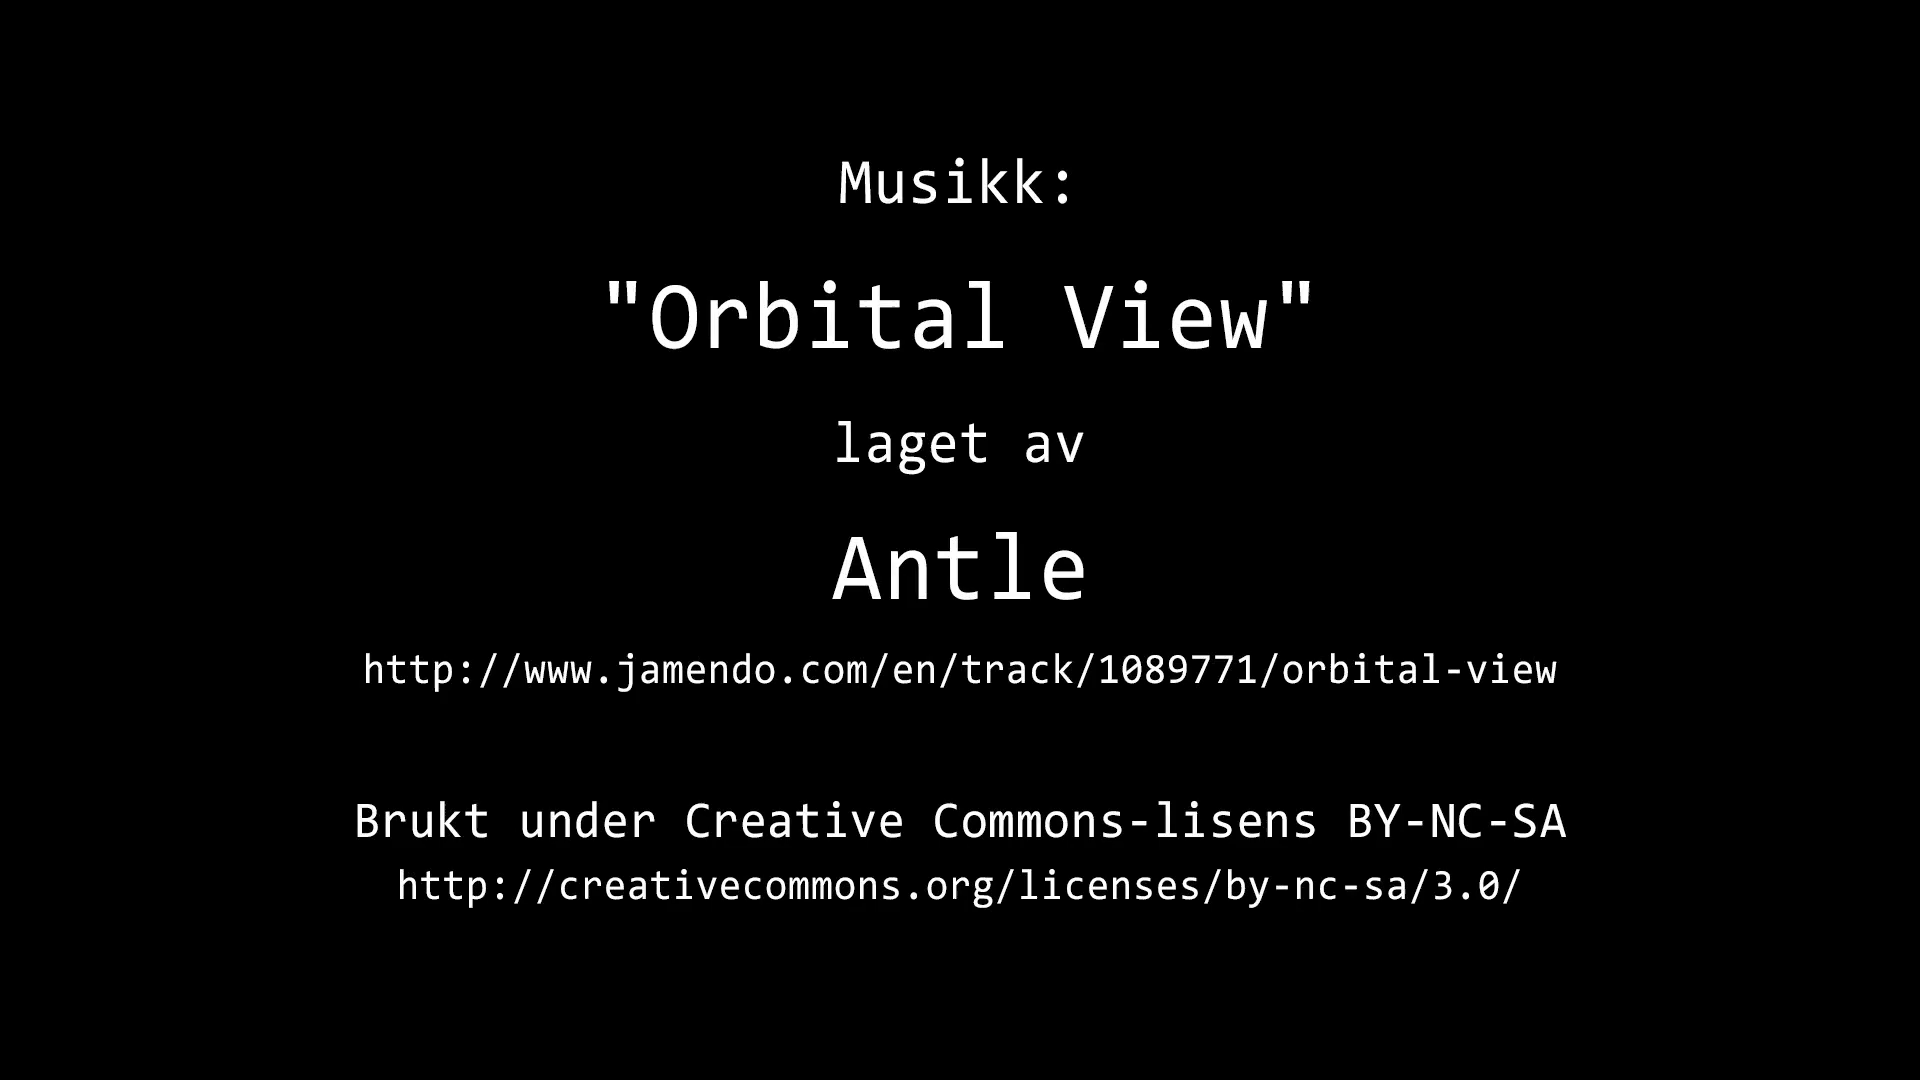 Musikk:
"Orbital View"
laget av
Antle
http://www.jamendo.com/en/track/1089771/orbital-view
Brukt under Creative Commons-lisens BY-NC-SA
http://creativecommons.org/licenses/by-nc-sa/3.0/